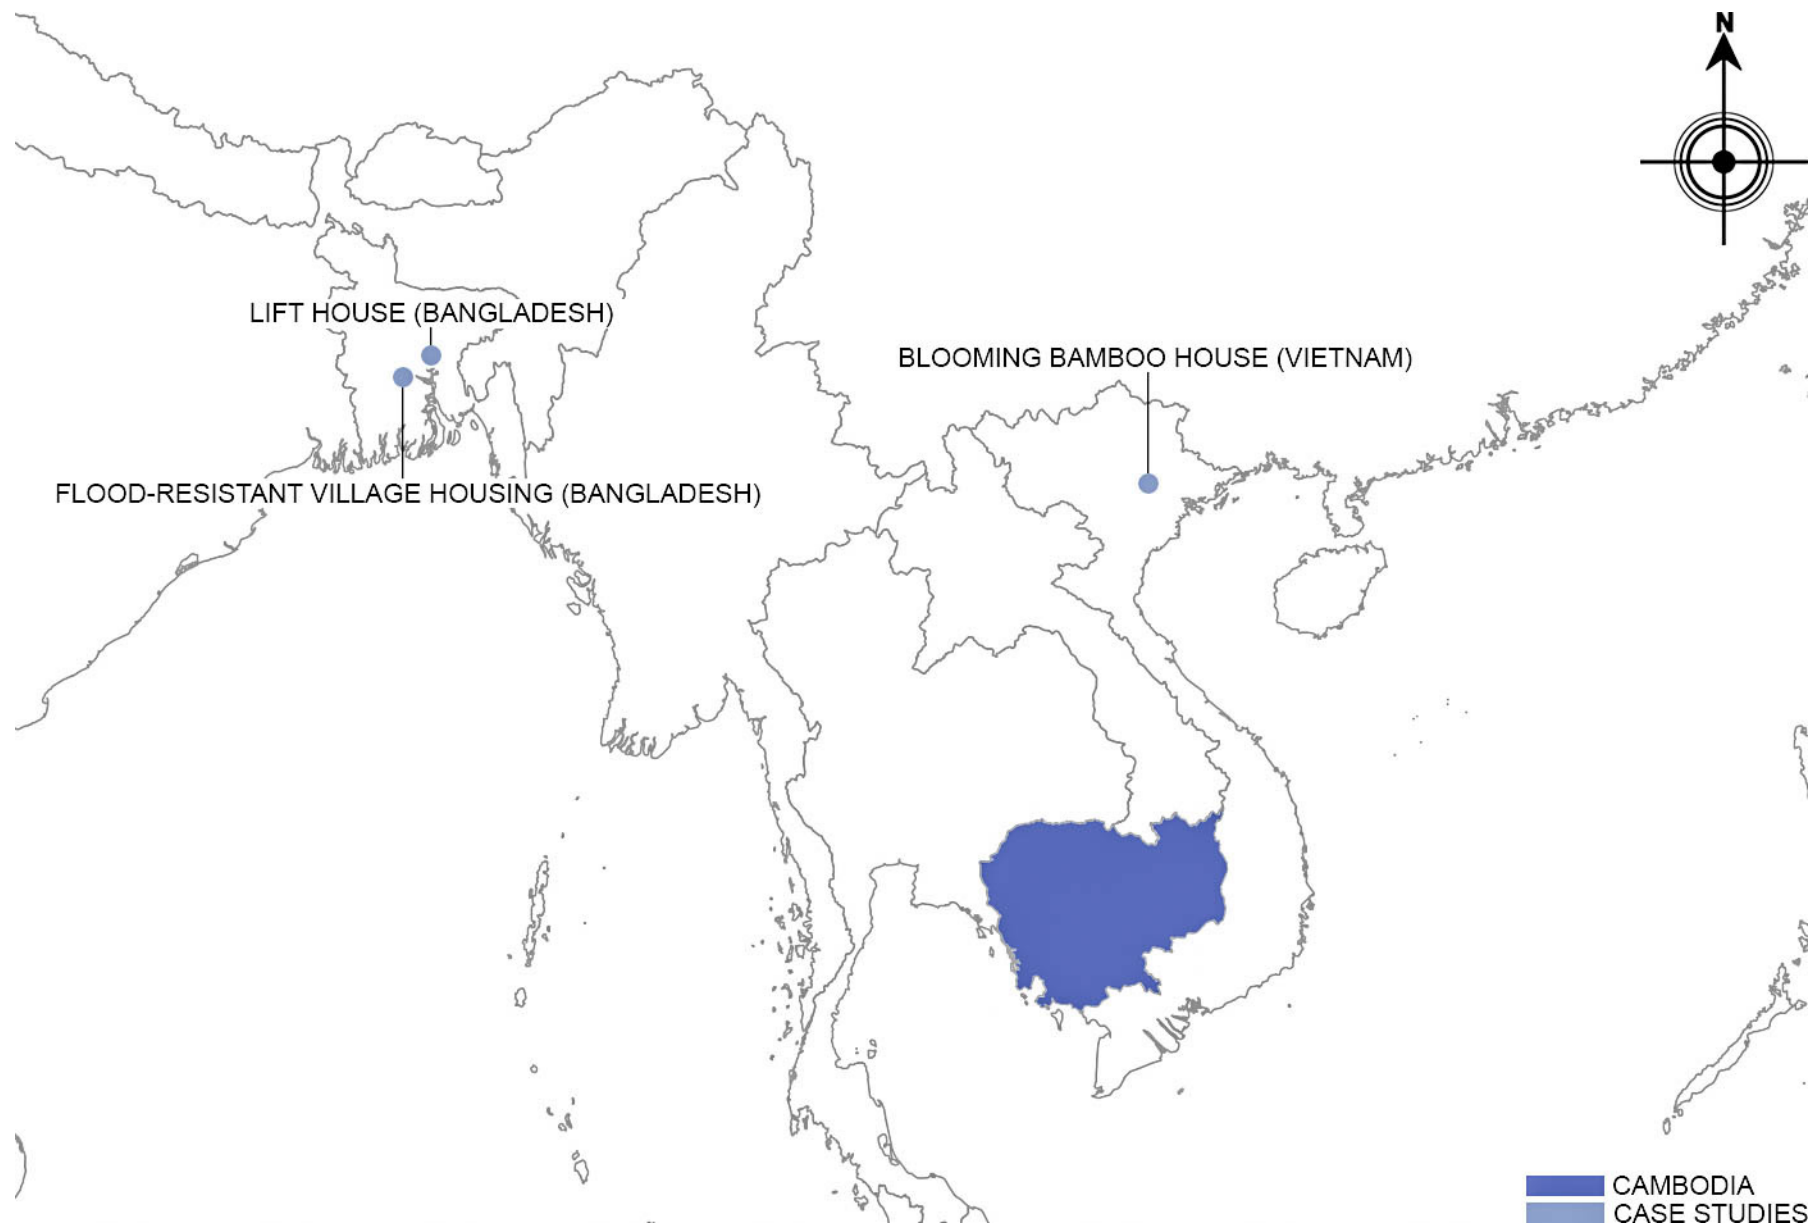 N
LIFT HOUSE (BANGLADESH)
BLOOMING BAMBOO HOUSE (VIETNAM)
FLOOD-RESISTANT VILLAGE HOUSING (BANGLADESH)
CAMBODIA
CASE STUDIES